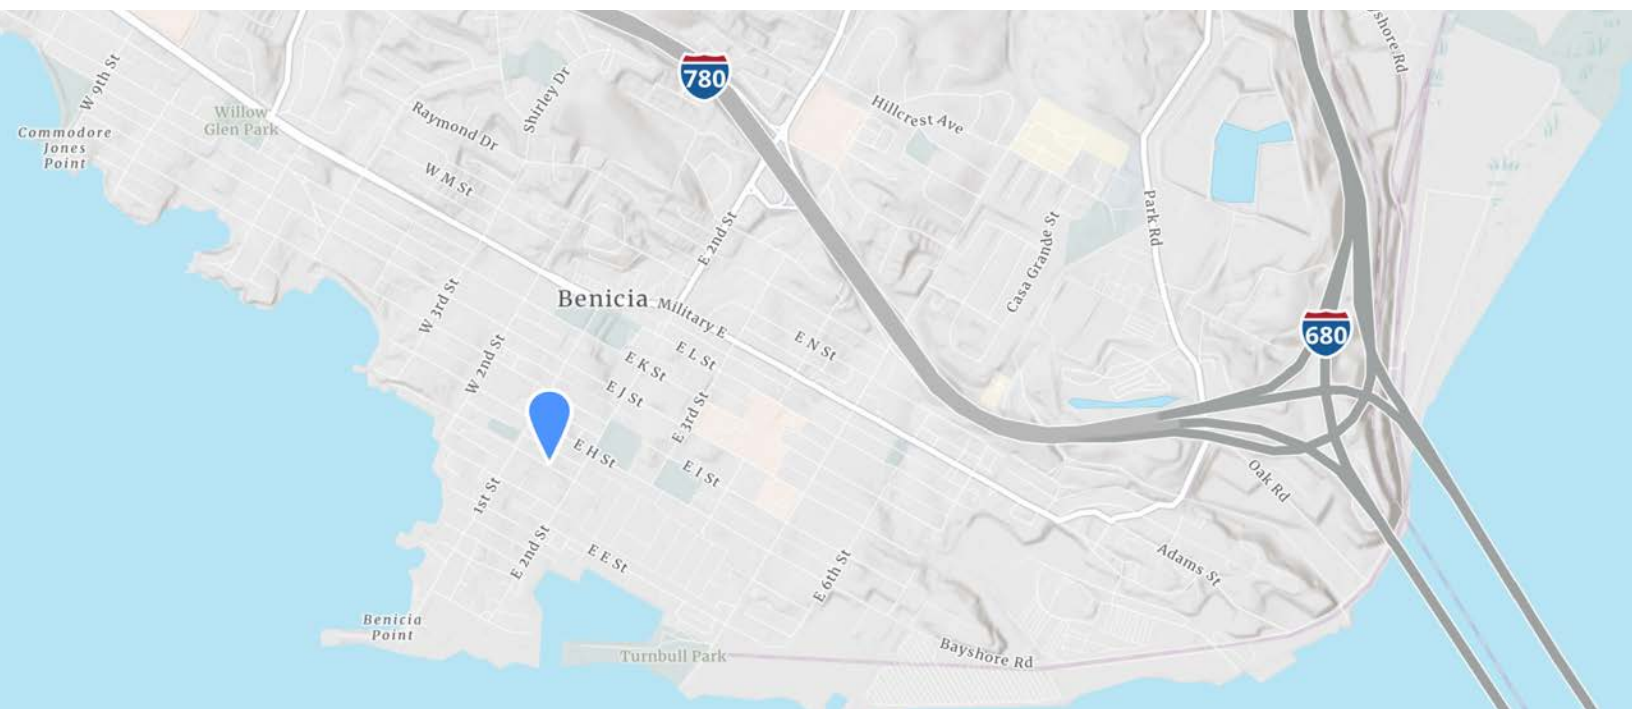 yshore Rd
780
W 9th St
Shirley Dr
Willow
Glen Park
Hillcrest Ave
Raymond Dr
Commodore
Jones
Point
W M St
Park Rd
E 2nd St
Casa Grande St
W 3rd St
Benicia
Military E
680
E N St
E L St
W 2nd St
E K St
E J St
E 3rd St
E H St
E I St
1st St
Oak Rd
E 2nd St
E E St
E 6th St
Adams St
Benicia
Point
Turnbull Park
Bayshore Rd